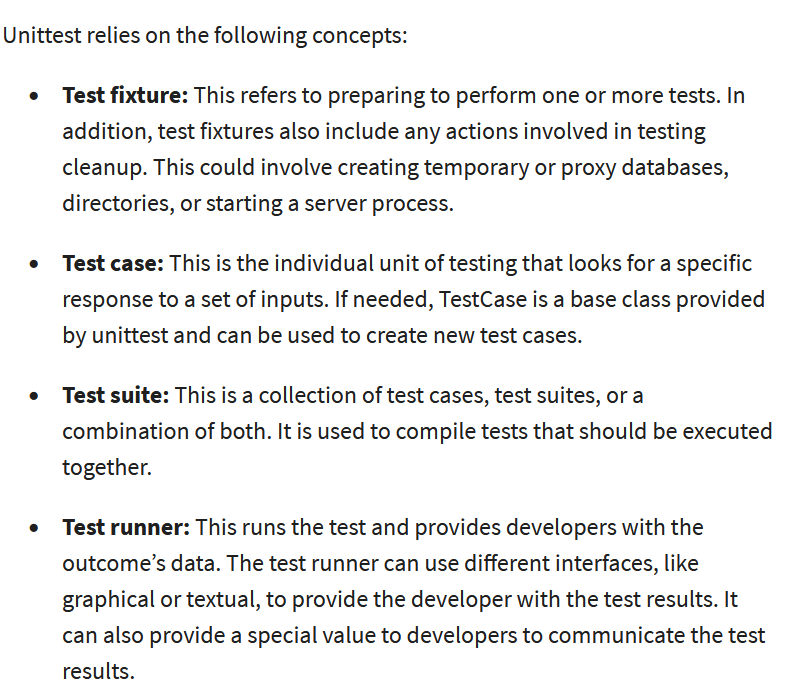 Unittest relies on the following concepts:
• Test fixture: This refers to preparing to perform one or more tests. In
addition, test fixtures also include any actions involved in testing
cleanup. This could involve creating temporary or proxy databases,
directories, or starting a server process.
• Test case: This is the individual unit of testing that looks for a specific
response to a set of inputs. If needed, TestCase is a base class provided
by unittest and can be used to create new test cases.
• Test suite: This is a collection of test cases, test suites, or a
combination of both. It is used to compile tests that should be executed
together.
• Test runner: This runs the test and provides developers with the
outcome’s data. The test runner can use different interfaces, like
graphical or textual, to provide the developer with the test results. It
can also provide a special value to developers to communicate the test
results.